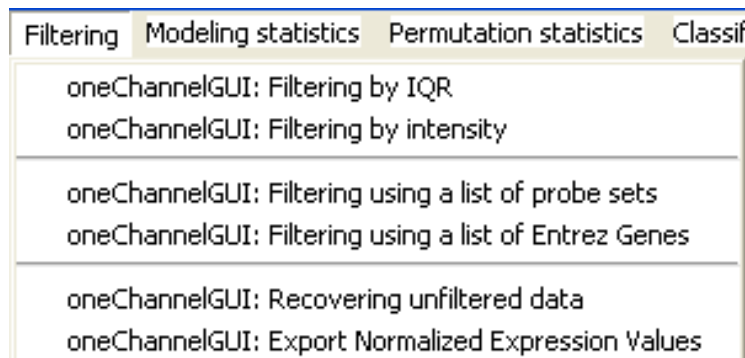 Filtering Modeling statistics Permutation statistics Classif
oneChannelGUI: Filtering by IQR
oneChannelGUI: Filtering by intensity
oneChannelGUI: Filtering using a list of probe sets
oneChannelGUI: Filtering using a list of Entrez Genes
oneChannelGUI: Recovering unfiltered data
oneChannelGUI: Export Normalized Expression Values